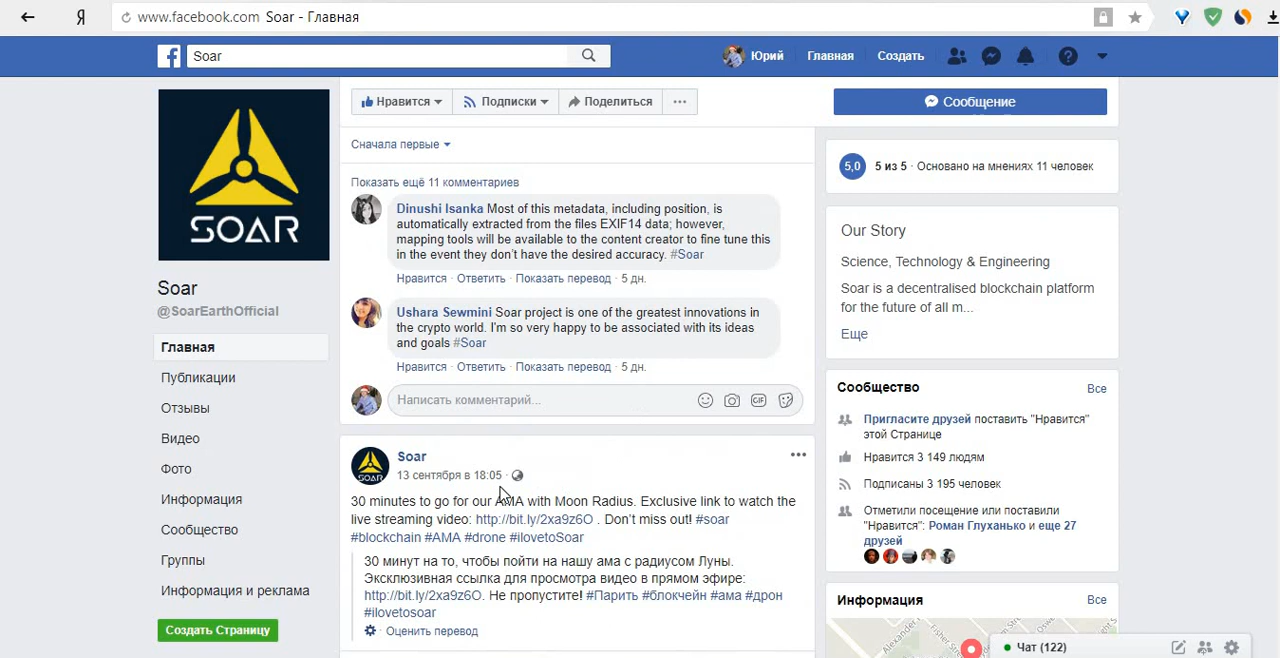 Я
www.facebook.com Soar - Главная
Soar
Юрий
Главная
Создать
SOAR
Soar
@SoarEarthOfficial
Главная
Публикации
Отзывы
Видео
Фото
Информация
Сообщество
Группы
Информация и реклама
Создать Страницу
Нравится
Подписки
Поделиться
Сообщение
Сначала первые
Показать ещё 11 комментариев
Dinushi Isanka Most of this metadata, including position, is
automatically extracted from the files EXIF14 data; however,
mapping tools will be available to the content creator to fine tune this
in the event they don't have the desired accuracy. #Soar
Нравится · Ответить · Показать перевод · 5 дн.
Ushara Sewmini Soar project is one of the greatest innovations in
the crypto world. I'm so very happy to be associated with its ideas
and goals #Soar
Нравится · Ответить · Показать перевод · 5 дн.
Написать комментарий...
GIF
SOAR
Soar
13 сентября в 18:05 ·
30 minutes to go for our AMA with Moon Radius. Exclusive link to watch the
live streaming video: http://bit.ly/2xa9z6O . Don't miss out! #soar
#blockchain #AMA #drone #ilovetoSoar
30 минут на то, чтобы пойти на нашу ама с радиусом Луны.
Эксклюзивная ссылка для просмотра видео в прямом эфире:
http://bit.ly/2xa9z6O. Не пропустите! #Парить #блокчейн #ама #дрон
#ilovetosoar
Оценить перевод
5,0
5 из 5 · Основано на мнениях 11 человек
Our Story
Science, Technology & Engineering
Soar is a decentralised blockchain platform
for the future of all m...
Еще
Сообщество
Все
Пригласите друзей поставить "Нравится"
этой Странице
Нравится 3 149 людям
Подписаны 3 195 человек
Отметили посещение или поставили
"Нравится": Роман Глуханько и еще 27
друзей
Информация
Все
Чат (122)